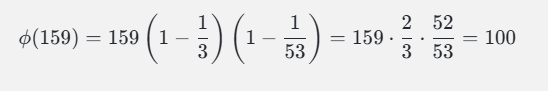 ϕ(159) = 159 (1 − 1/3) (1 − 1/53) = 159 · 2/3 · 52/53 = 100